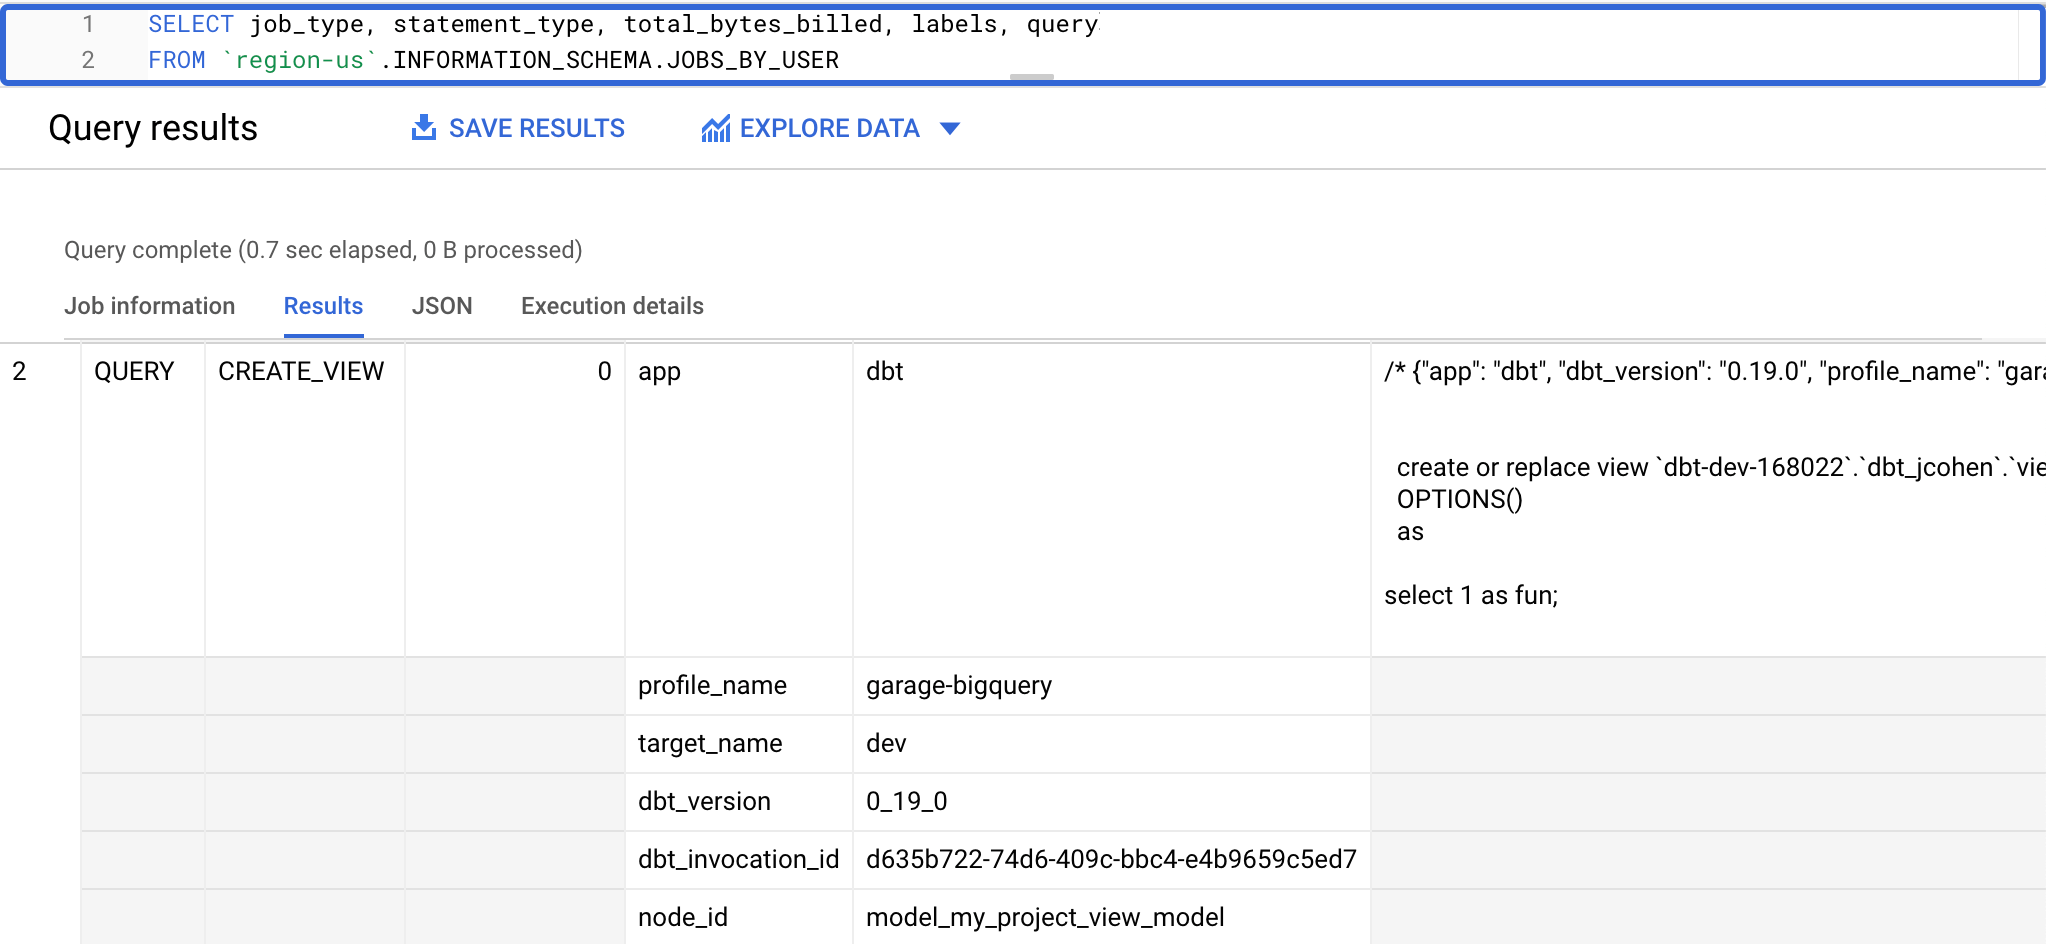 1 SELECT job_type, statement_type, total_bytes_billed, labels, query
2 FROM `region-us`.INFORMATION_SCHEMA.JOBS_BY_USER
Query results SAVE RESULTS EXPLORE DATA
Query complete (0.7 sec elapsed, 0 B processed)
Job information Results JSON Execution details
2 QUERY CREATE_VIEW 0 app dbt /* {"app": "dbt", "dbt_version": "0.19.0", "profile_name": "gara
create or replace view `dbt-dev-168022`.`dbt_jcohen`.`vie
OPTIONS()
as
select 1 as fun;
profile_name garage-bigquery
target_name dev
dbt_version 0_19_0
dbt_invocation_id d635b722-74d6-409c-bbc4-e4b9659c5ed7
node_id model_my_project_view_model